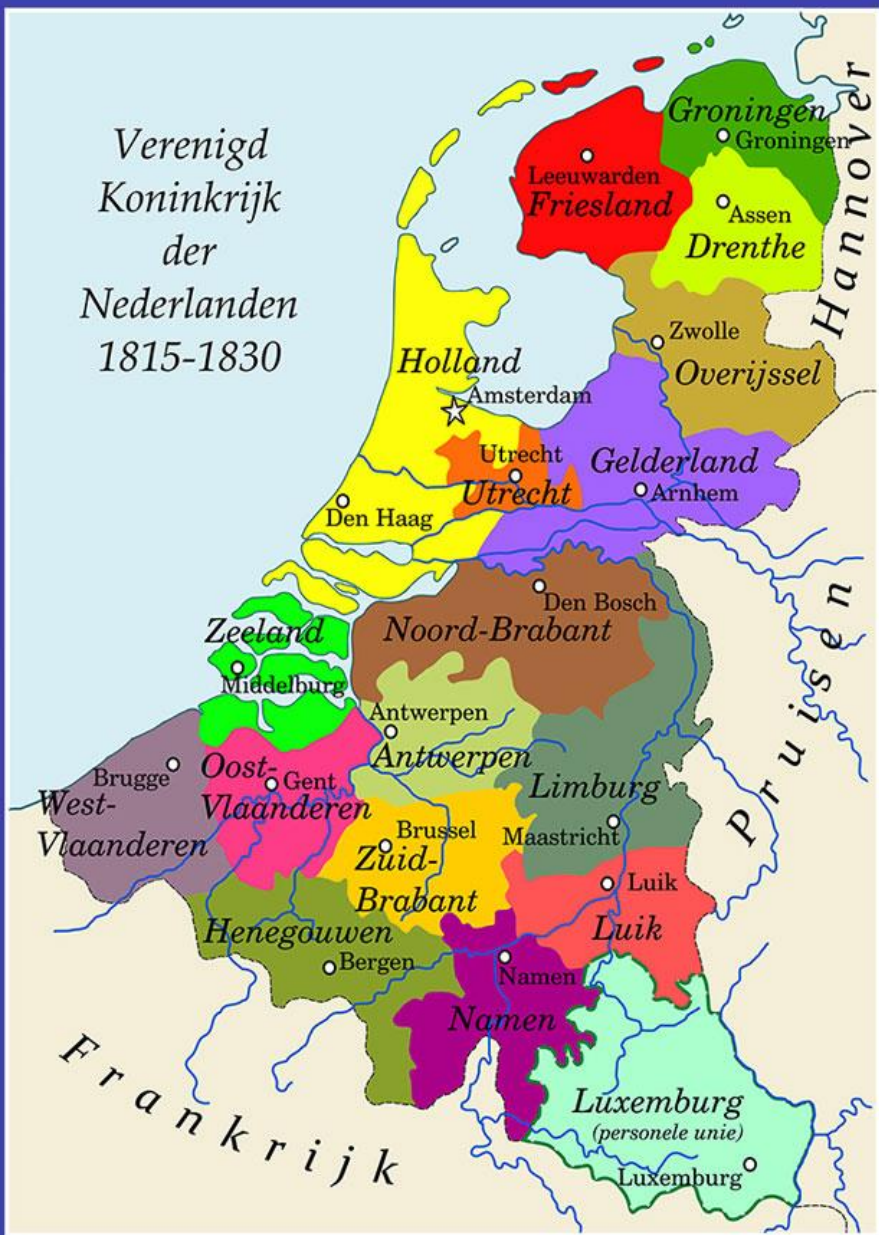 Verenigd
Koninkrijk
der
Nederlanden
1815-1830
Groningen
Groningen
Leeuwarden
Friesland
Assen
Drenthe
Hannover
Zwolle
Overijssel
Holland
Amsterdam
Utrecht
Utrecht
Gelderland
Arnhem
Den Haag
Den Bosch
Noord-Brabant
Zeeland
Middelburg
Pruisen
Antwerpen
Antwerpen
Brugge
West-
Vlaanderen
Oost-
Vlaanderen
Gent
Limburg
Maastricht
Brussel
Zuid-
Brabant
Luik
Luik
Henegouwen
Bergen
Namen
Namen
Frankrijk
Luxemburg
(personele unie)
Luxemburg